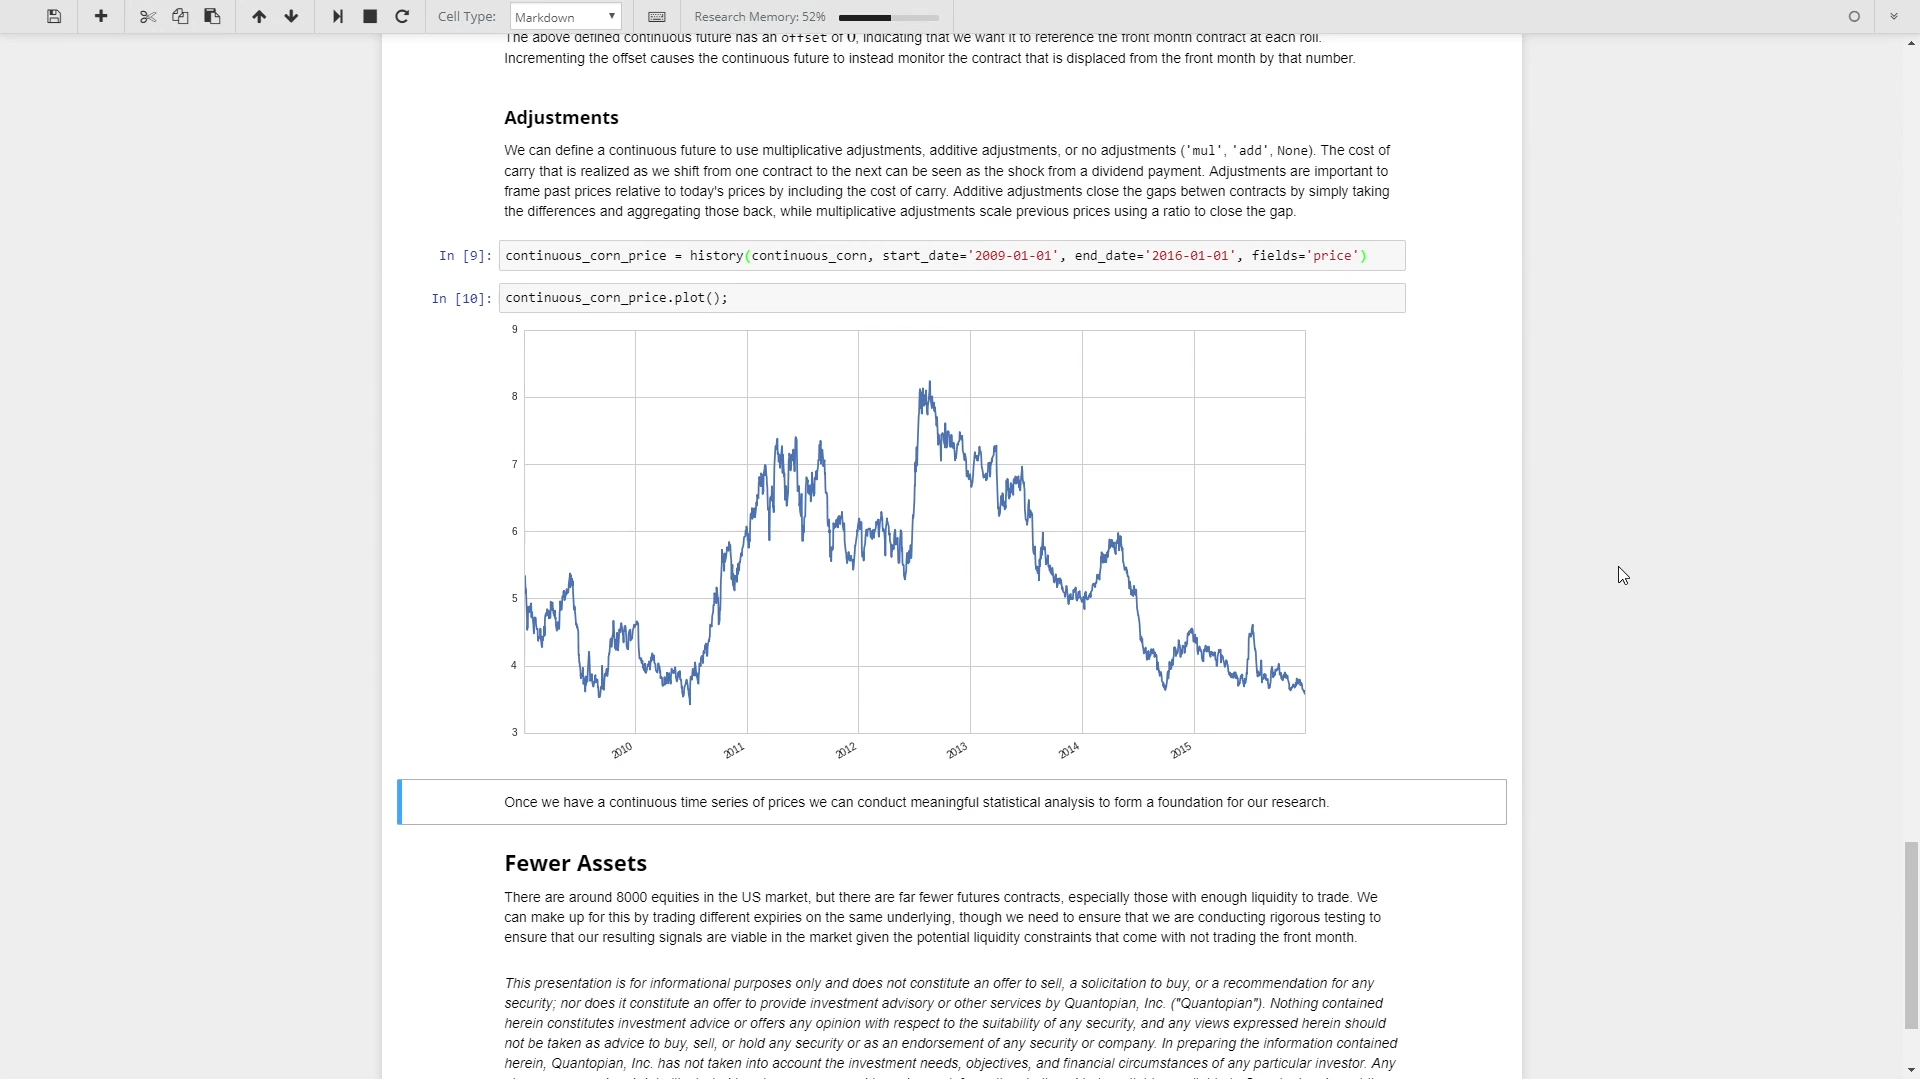 Cell Type: Markdown Research Memory: 52%
The above defined continuous future has an offset of 0, indicating that we want it to reference the front month contract at each roll.
Incrementing the offset causes the continuous future to instead monitor the contract that is displaced from the front month by that number.
Adjustments
We can define a continuous future to use multiplicative adjustments, additive adjustments, or no adjustments ('mul', 'add', None). The cost of
carry that is realized as we shift from one contract to the next can be seen as the shock from a dividend payment. Adjustments are important to
frame past prices relative to today's prices by including the cost of carry. Additive adjustments close the gaps betwen contracts by simply taking
the differences and aggregating those back, while multiplicative adjustments scale previous prices using a ratio to close the gap.
In [9]: continuous_corn_price = history(continuous_corn, start_date='2009-01-01', end_date='2016-01-01', fields='price')
In [10]: continuous_corn_price.plot();
9
8
7
6
5
4
3
2010 2011 2012 2013 2014 2015
Once we have a continuous time series of prices we can conduct meaningful statistical analysis to form a foundation for our research.
Fewer Assets
There are around 8000 equities in the US market, but there are far fewer futures contracts, especially those with enough liquidity to trade. We
can make up for this by trading different expiries on the same underlying, though we need to ensure that we are conducting rigorous testing to
ensure that our resulting signals are viable in the market given the potential liquidity constraints that come with not trading the front month.
This presentation is for informational purposes only and does not constitute an offer to sell, a solicitation to buy, or a recommendation for any
security; nor does it constitute an offer to provide investment advisory or other services by Quantopian, Inc. ("Quantopian"). Nothing contained
herein constitutes investment advice or offers any opinion with respect to the suitability of any security, and any views expressed herein should
not be taken as advice to buy, sell, or hold any security or as an endorsement of any security or company. In preparing the information contained
herein, Quantopian, Inc. has not taken into account the investment needs, objectives, and financial circumstances of any particular investor. Any